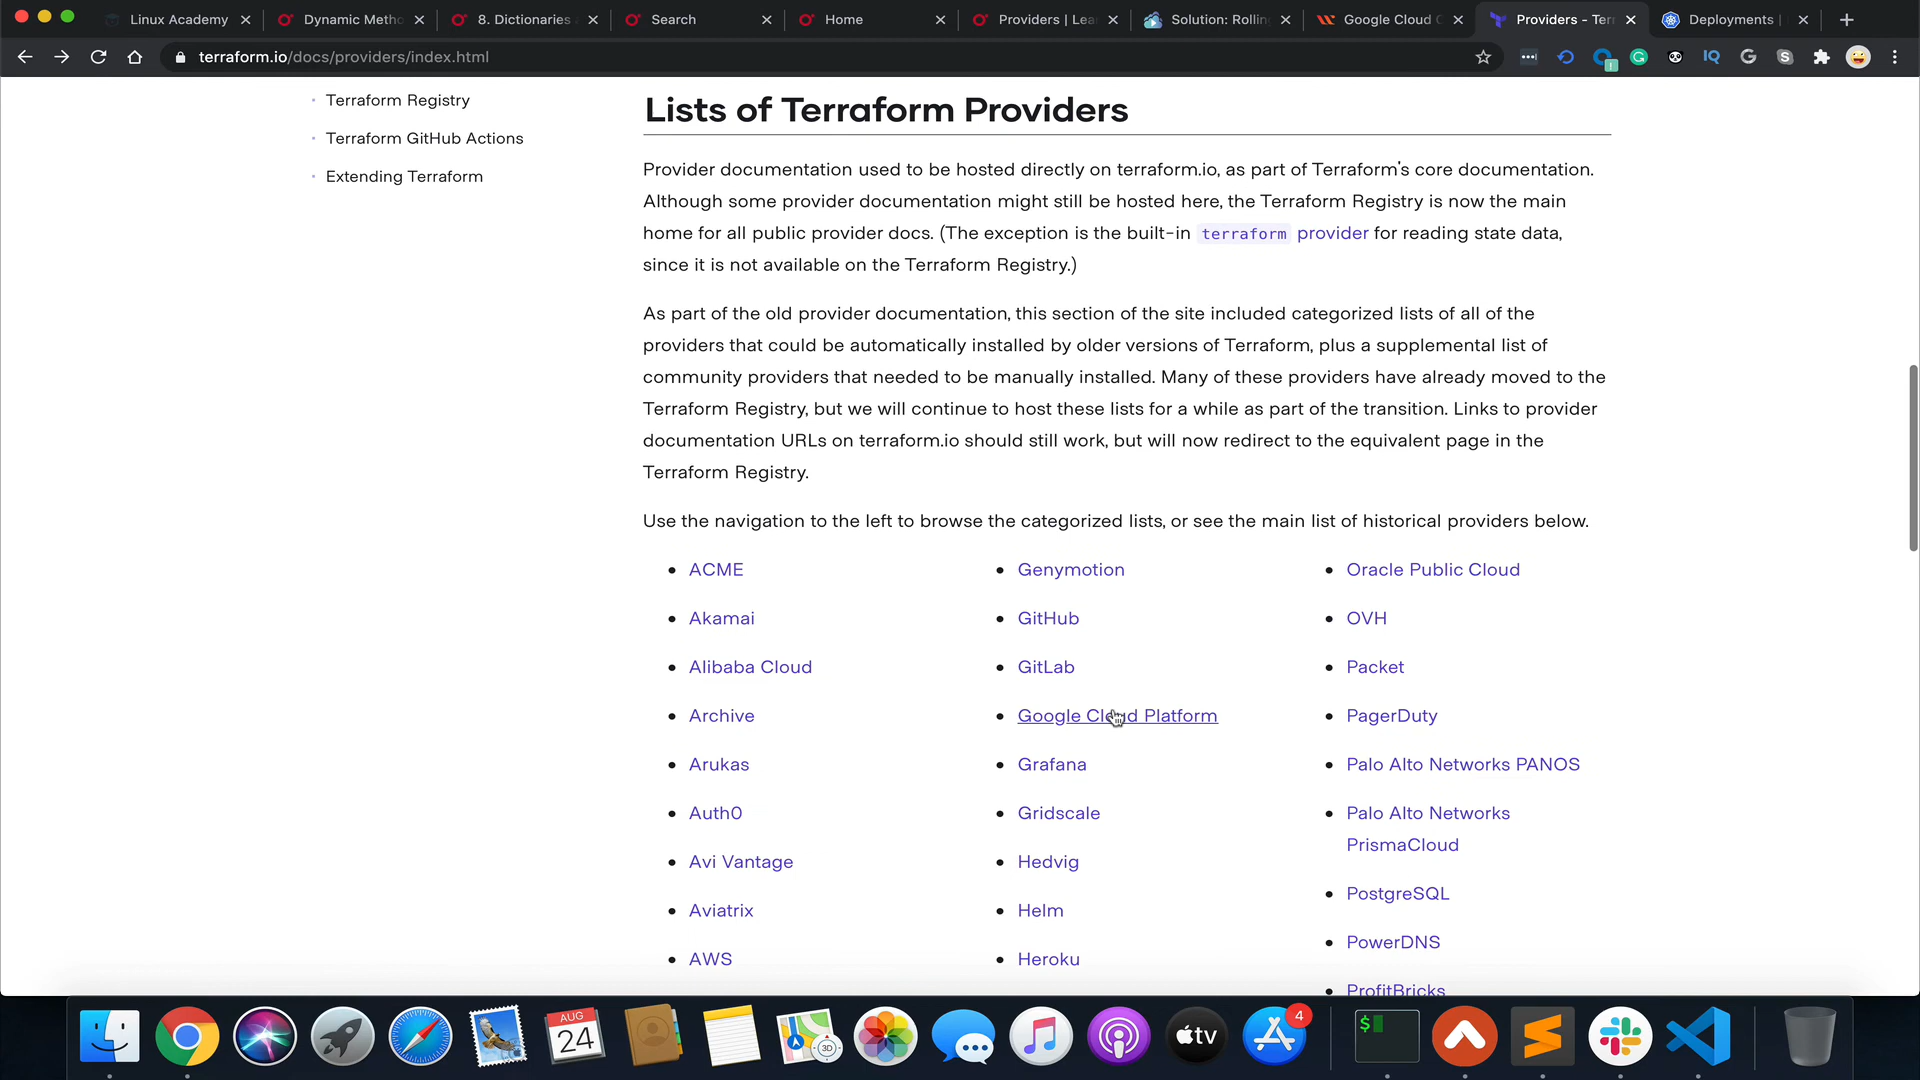 Linux Academy
Dynamic Metho
8. Dictionaries
Search
Home
Providers | Lea
Solution: Rolling
Google Cloud
Providers - Ter
Deployments |
terraform.io/docs/providers/index.html
Terraform Registry
Terraform GitHub Actions
Extending Terraform
Lists of Terraform Providers
Provider documentation used to be hosted directly on terraform.io, as part of Terraform's core documentation.
Although some provider documentation might still be hosted here, the Terraform Registry is now the main
home for all public provider docs. (The exception is the built-in terraform provider for reading state data,
since it is not available on the Terraform Registry.)
As part of the old provider documentation, this section of the site included categorized lists of all of the
providers that could be automatically installed by older versions of Terraform, plus a supplemental list of
community providers that needed to be manually installed. Many of these providers have already moved to the
Terraform Registry, but we will continue to host these lists for a while as part of the transition. Links to provider
documentation URLs on terraform.io should still work, but will now redirect to the equivalent page in the
Terraform Registry.
Use the navigation to the left to browse the categorized lists, or see the main list of historical providers below.
ACME
Akamai
Alibaba Cloud
Archive
Arukas
Auth0
Avi Vantage
Aviatrix
AWS
Genymotion
GitHub
GitLab
Google Cloud Platform
Grafana
Gridscale
Hedvig
Helm
Heroku
Oracle Public Cloud
OVH
Packet
PagerDuty
Palo Alto Networks PANOS
Palo Alto Networks
PrismaCloud
PostgreSQL
PowerDNS
ProfitBricks
AUG
24
3D
tv
4
$